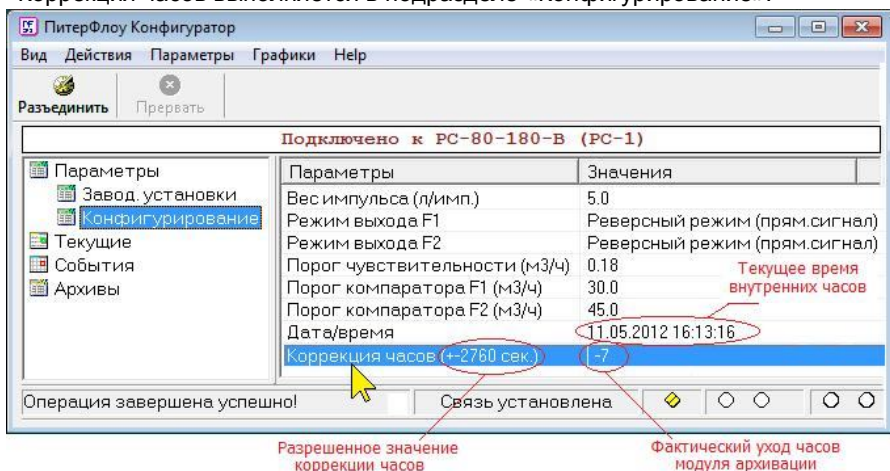 Коррекция часов выполняется в подразделе «Конфигурирование».
ПитерФлоу Конфигуратор
Вид Действия Параметры Графики Help
Разъединить Прервать
Подключено к РС-80-180-В (РС-1)
Параметры
Завод. установки
Конфигурирование
Текущие
События
Архивы
Параметры Значения
Вес импульса (л/имп.) 5.0
Режим выхода F1 Реверсный режим (прям.сигнал)
Режим выхода F2 Реверсный режим (прям.сигнал)
Порог чувствительности (м3/ч) 0.18
Порог компаратора F1 (м3/ч) 30.0
Порог компаратора F2 (м3/ч) 45.0
Дата/время 11.05.2012 16:13:16
Коррекция часов (+-2760 сек.) -7
Текущее время
внутренних часов
Операция завершена успешно! Связь установлена
Разрешенное значение
коррекции часов
Фактический уход часов
модуля архивации